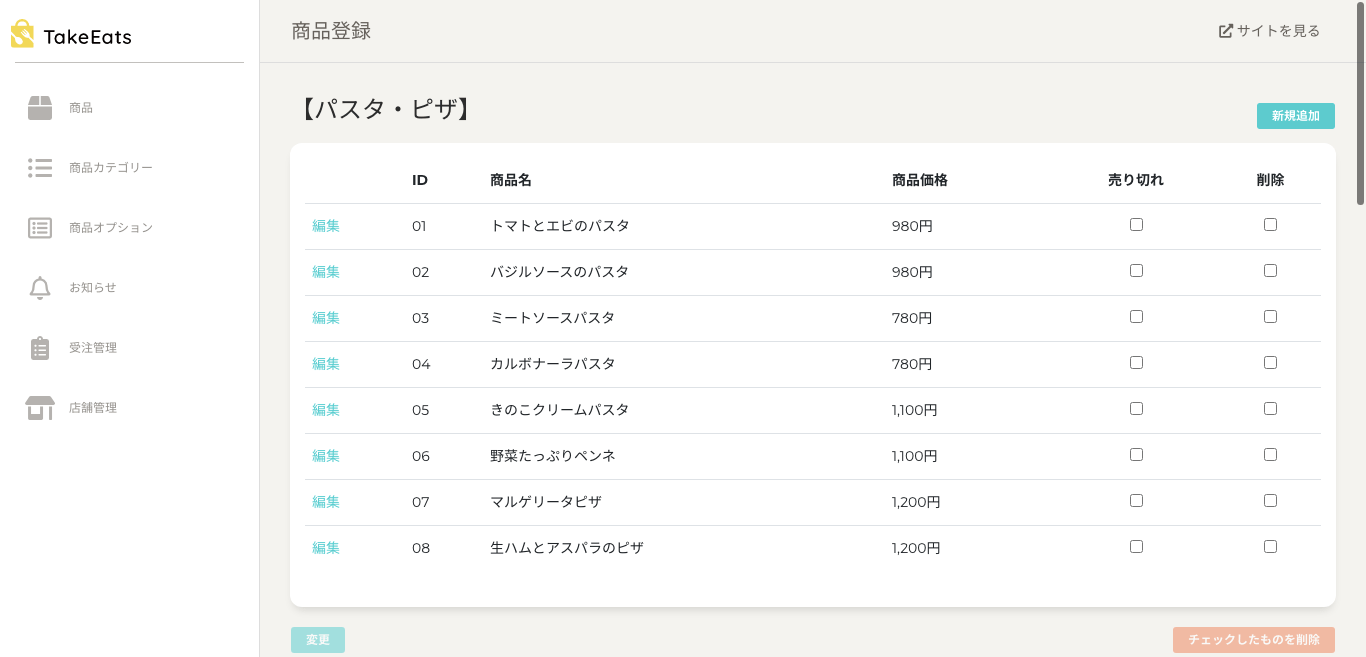 TakeEats
商品
商品カテゴリー
商品オプション
お知らせ
受注管理
店舗管理
商品登録
サイトを見る
【パスタ・ピザ】
新規追加
ID 商品名 商品価格 売り切れ 削除
編集 01 トマトとエビのパスタ 980円
編集 02 バジルソースのパスタ 980円
編集 03 ミートソースパスタ 780円
編集 04 カルボナーラパスタ 780円
編集 05 きのこクリームパスタ 1,100円
編集 06 野菜たっぷりペンネ 1,100円
編集 07 マルゲリータピザ 1,200円
編集 08 生ハムとアスパラのピザ 1,200円
変更
チェックしたものを削除